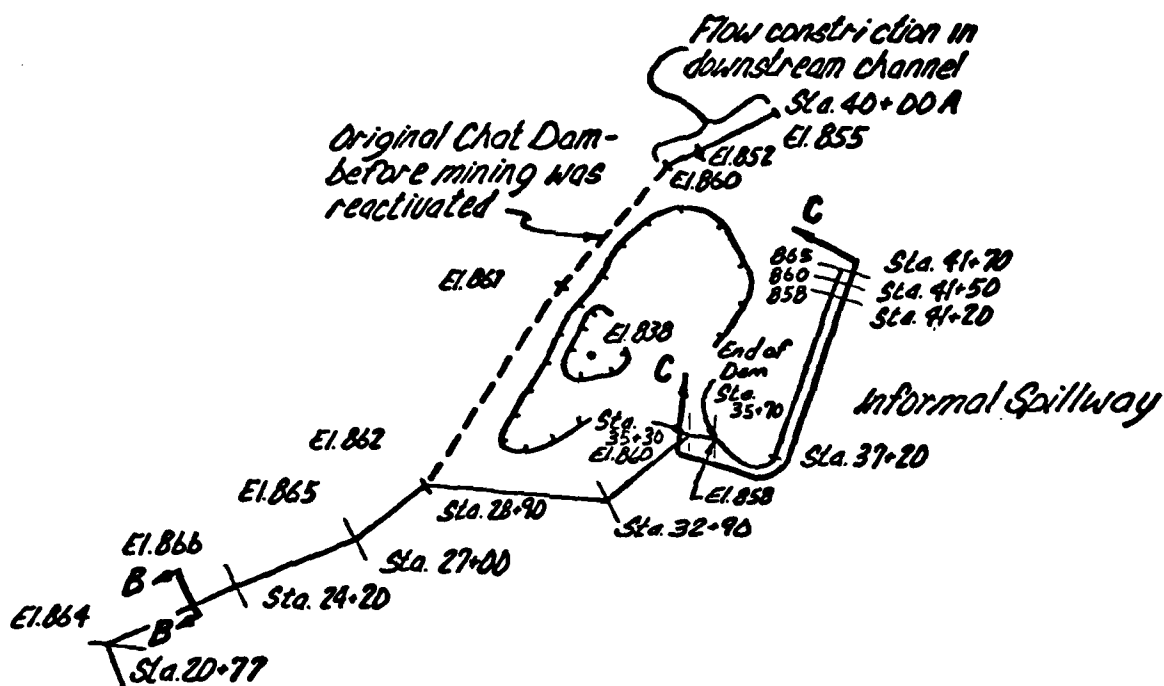 Flow constriction in
downstream channel
Sta. 40+00 A
El. 855
El. 852
El. 860
Original Chat Dam-
before mining was
reactivated
C
865
860
858
Sta. 41+70
Sta. 41+50
Sta. 41+20
El. 838
End of
Dam
Sta.
35+70
C
Informal Spillway
Sta.
35+30
El. 860
El. 858
Sta. 37+20
El. 862
El. 865
Sta. 28+90
Sta. 32+90
El. 866
B
Sta. 27+00
Sta. 24+20
El. 864
B
Sta. 20+77